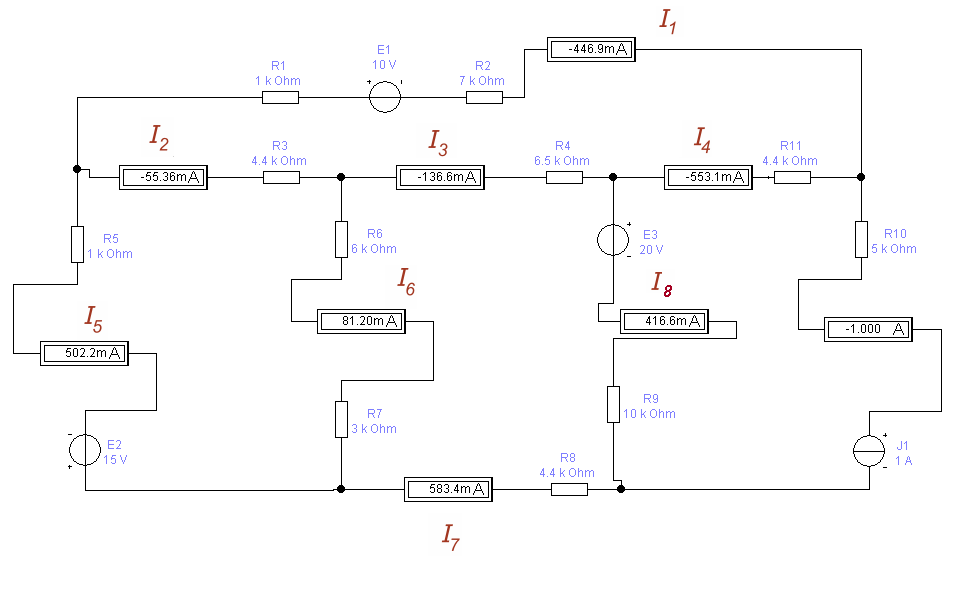 I1
-446.9mA
E1
10 V
R1
1 k Ohm
R2
7 k Ohm
I2
R3
4.4 k Ohm
I3
R4
6.5 k Ohm
I4
R11
4.4 k Ohm
-55.36mA
-136.6mA
-553.1mA
R5
1 k Ohm
R6
6 k Ohm
E3
20 V
R10
5 k Ohm
I5
I6
I8
502.2mA
81.20mA
416.6mA
-1.000 A
R7
3 k Ohm
R9
10 k Ohm
E2
15 V
J1
1 A
R8
4.4 k Ohm
583.4mA
I7